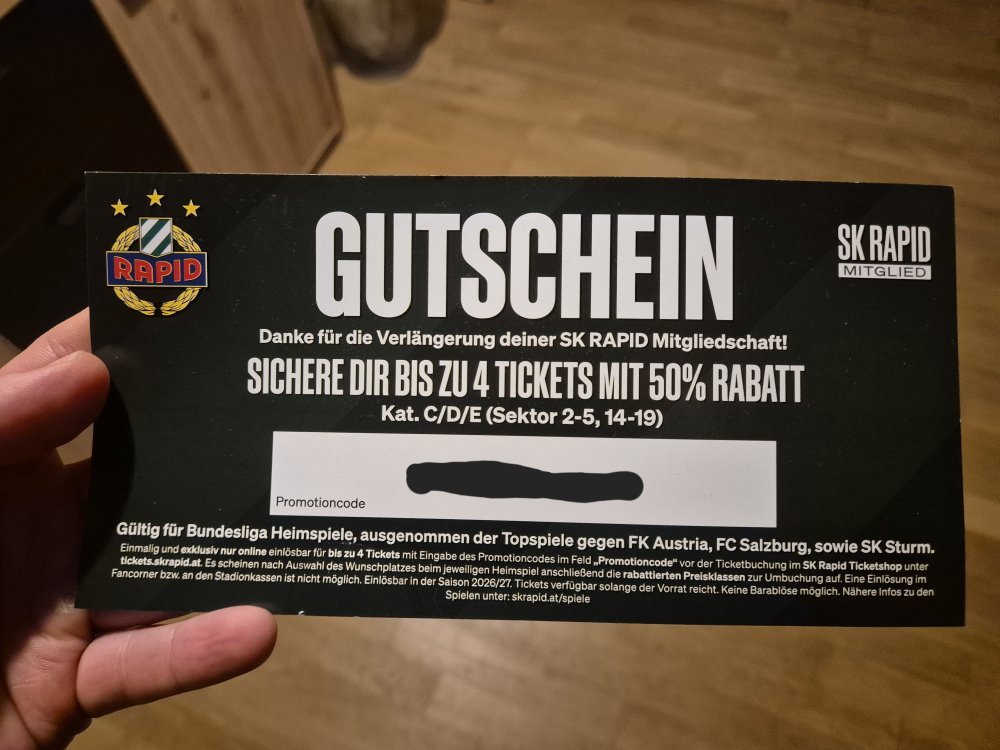 RAPID
GUTSCHEIN
SK RAPID
MITGLIED
Danke für die Verlängerung deiner SK RAPID Mitgliedschaft!
SICHERE DIR BIS ZU 4 TICKETS MIT 50% RABATT
Kat. C/D/E (Sektor 2-5, 14-19)
Promotioncode
Gültig für Bundesliga Heimspiele, ausgenommen der Topspiele gegen FK Austria, FC Salzburg, sowie SK Sturm.
Einmalig und exklusiv nur online einlösbar für bis zu 4 Tickets mit Eingabe des Promotioncodes im Feld „Promotioncode“ vor der Ticketbuchung im SK Rapid Ticketshop unter
tickets.skrapid.at. Es scheinen nach Auswahl des Wunschplatzes beim jeweiligen Heimspiel anschließend die rabattierten Preisklassen zur Umbuchung auf. Eine Einlösung im
Fancorner bzw. an den Stadionkassen ist nicht möglich. Einlösbar in der Saison 2026/27. Tickets verfügbar solange der Vorrat reicht. Keine Barablöse möglich. Nähere Infos zu den
Spielen unter: skrapid.at/spiele